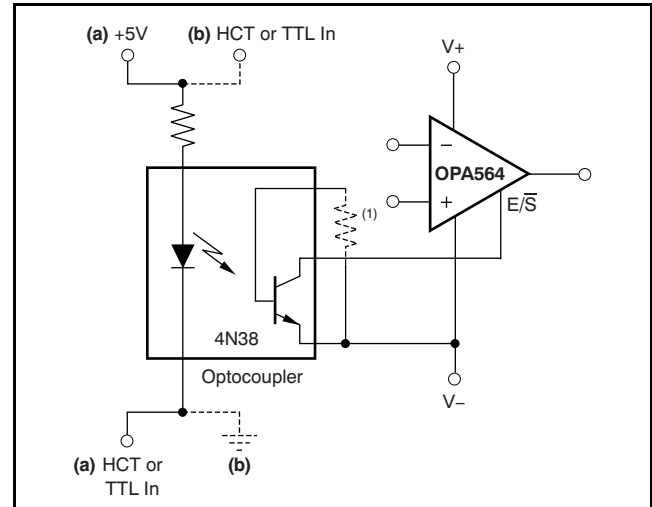 (a) +5V
(b) HCT or TTL In
V+
−
OPA564
+
E/S̅
(1)
4N38
Optocoupler
V−
(a) HCT or
TTL In
(b)